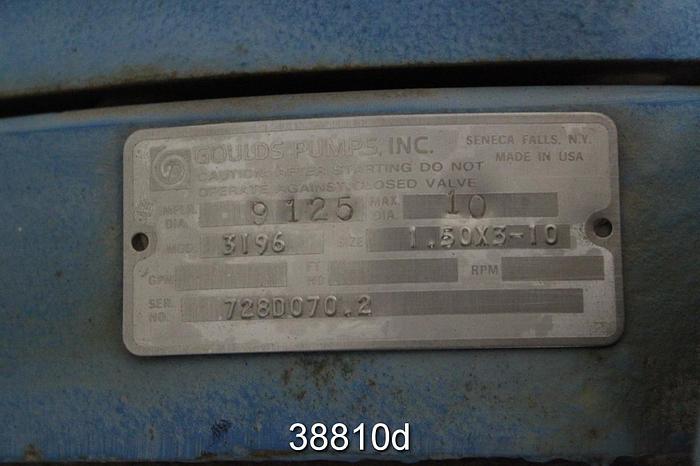 GOULDS PUMPS, INC. SENECA FALLS, N.Y.
MADE IN USA
CAUTION: AFTER STARTING DO NOT
OPERATE AGAINST CLOSED VALVE
IMPLR. DIA. 9 125 MAX. DIA. 10
MOD. 3196 SIZE 1.50X3-10
GPM FT HD RPM
SER. NO. 728D070.2
38810d